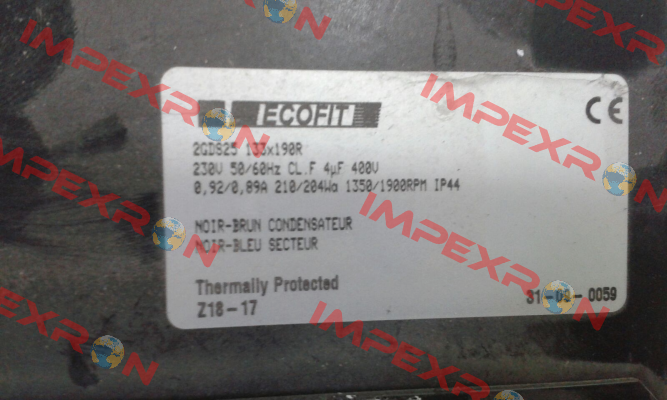 IMPEXRON
ECOFIT
CE
2GDS25 133x190R
230V 50/60Hz CL.F 4µF 400V
0,92/0,89A 210/204Wa 1350/1900RPM IP44
NOIR-BRUN CONDENSATEUR
NOIR-BLEU SECTEUR
Thermally Protected
Z18-17
0059